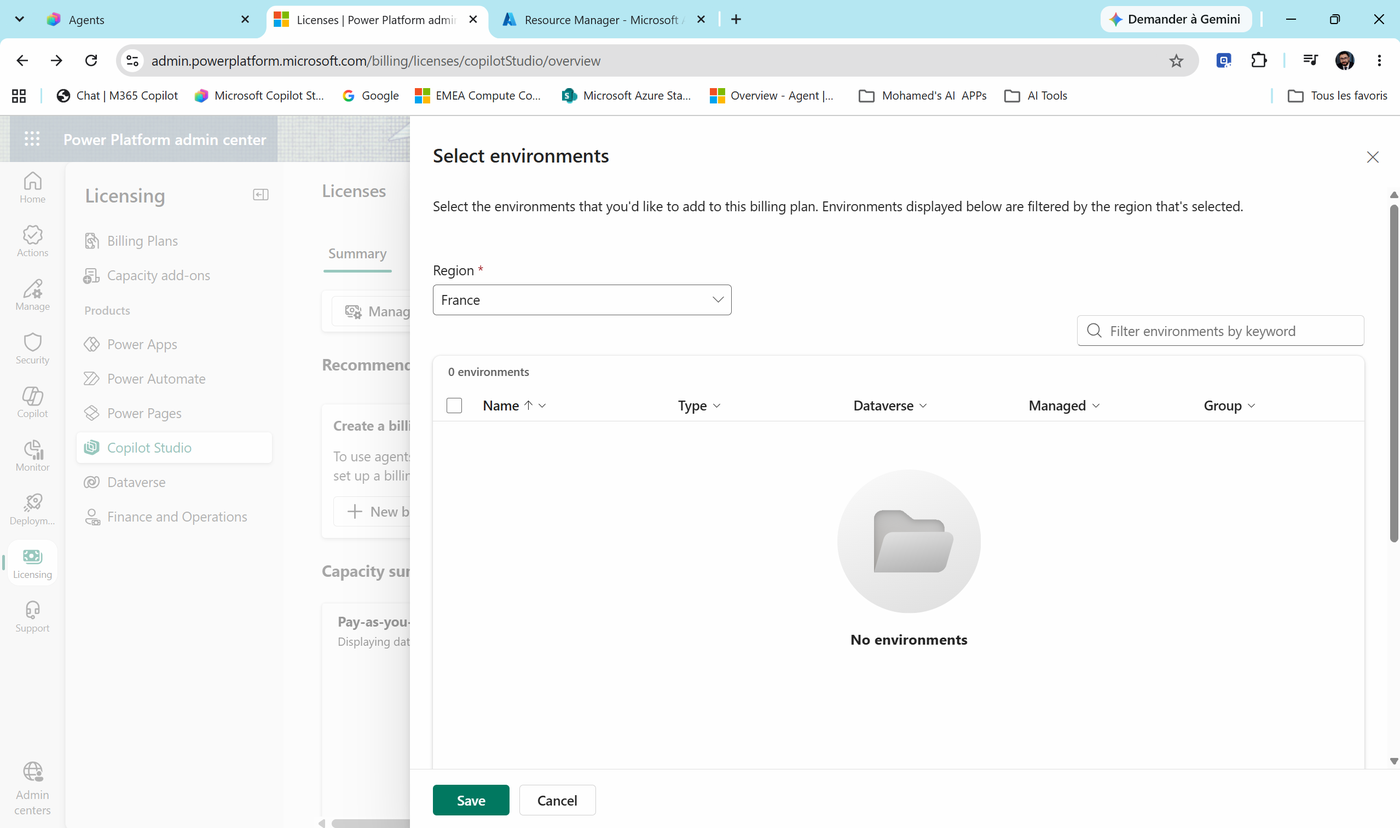 Agents
Licenses | Power Platform admi
Resource Manager - Microsoft
Demander à Gemini
admin.powerplatform.microsoft.com/billing/licenses/copilotStudio/overview
Chat | M365 Copilot
Microsoft Copilot St...
Google
EMEA Compute Co...
Microsoft Azure Sta...
Overview - Agent |...
Mohamed's AI APPs
AI Tools
Tous les favoris
Power Platform admin center
Home
Actions
Manage
Security
Copilot
Monitor
Deploym...
Licensing
Support
Admin
centers
Licensing
Billing Plans
Capacity add-ons
Products
Power Apps
Power Automate
Power Pages
Copilot Studio
Dataverse
Finance and Operations
Licenses
Summary
Manag
Recommend
Create a billi
To use agents
set up a billin
New b
Capacity sur
Pay-as-you-
Displaying dat
Select environments
Select the environments that you'd like to add to this billing plan. Environments displayed below are filtered by the region that's selected.
Region *
France
Filter environments by keyword
0 environments
Name Type Dataverse Managed Group
No environments
Save
Cancel